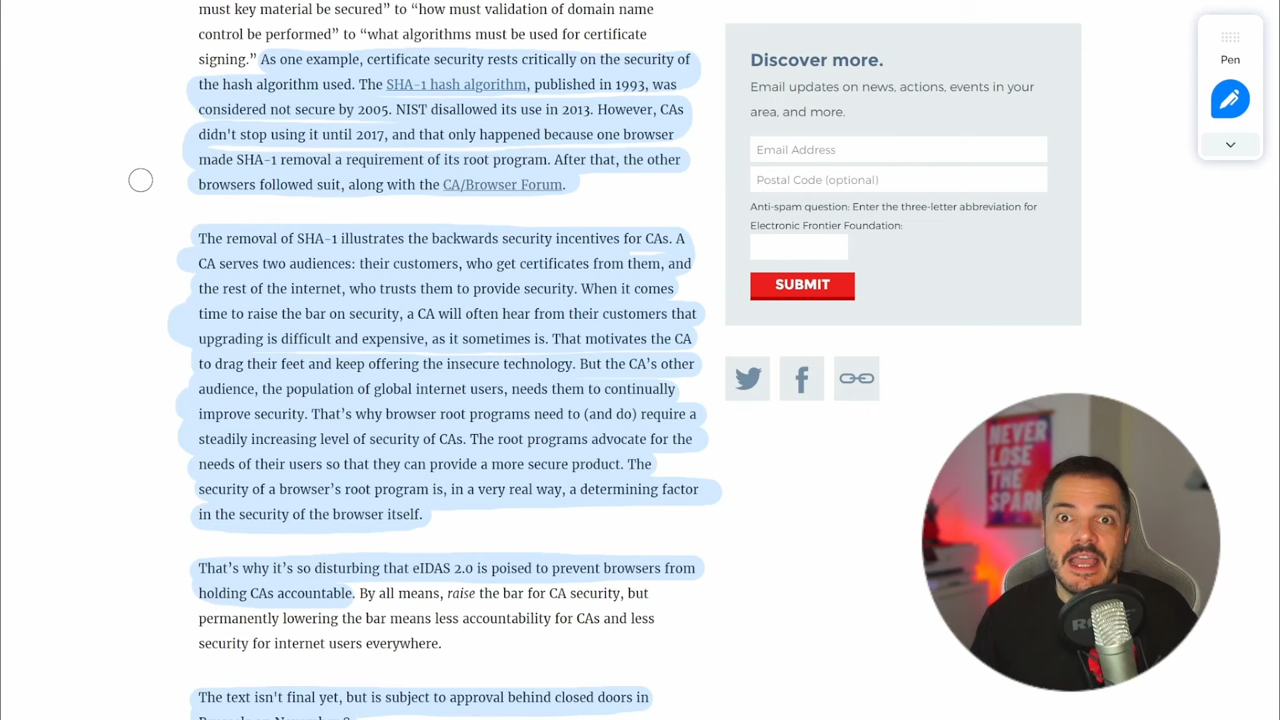 must key material be secured” to “how must validation of domain name
control be performed” to “what algorithms must be used for certificate
signing.” As one example, certificate security rests critically on the security of
the hash algorithm used. The SHA-1 hash algorithm, published in 1993, was
considered not secure by 2005. NIST disallowed its use in 2013. However, CAs
didn't stop using it until 2017, and that only happened because one browser
made SHA-1 removal a requirement of its root program. After that, the other
browsers followed suit, along with the CA/Browser Forum.
The removal of SHA-1 illustrates the backwards security incentives for CAs. A
CA serves two audiences: their customers, who get certificates from them, and
the rest of the internet, who trusts them to provide security. When it comes
time to raise the bar on security, a CA will often hear from their customers that
upgrading is difficult and expensive, as it sometimes is. That motivates the CA
to drag their feet and keep offering the insecure technology. But the CA’s other
audience, the population of global internet users, needs them to continually
improve security. That’s why browser root programs need to (and do) require a
steadily increasing level of security of CAs. The root programs advocate for the
needs of their users so that they can provide a more secure product. The
security of a browser’s root program is, in a very real way, a determining factor
in the security of the browser itself.
That’s why it’s so disturbing that eIDAS 2.0 is poised to prevent browsers from
holding CAs accountable. By all means, raise the bar for CA security, but
permanently lowering the bar means less accountability for CAs and less
security for internet users everywhere.
The text isn't final yet, but is subject to approval behind closed doors in
Discover more.
Email updates on news, actions, events in your
area, and more.
Email Address
Postal Code (optional)
Anti-spam question: Enter the three-letter abbreviation for
Electronic Frontier Foundation:
SUBMIT
Pen
NEVER
LOSE
THE
SPARK